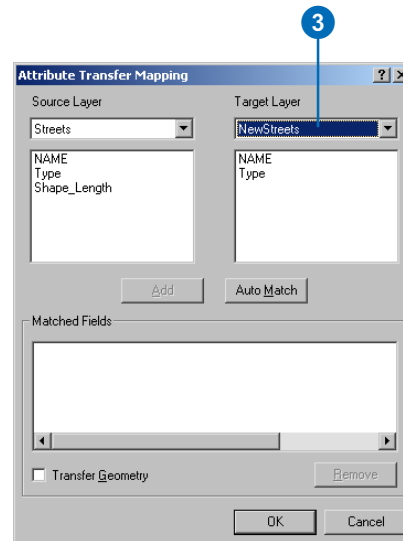 3
Attribute Transfer Mapping
Source Layer
Target Layer
Streets
NewStreets
NAME
Type
Shape_Length
NAME
Type
Add
Auto Match
Matched Fields
Transfer Geometry
Remove
OK
Cancel